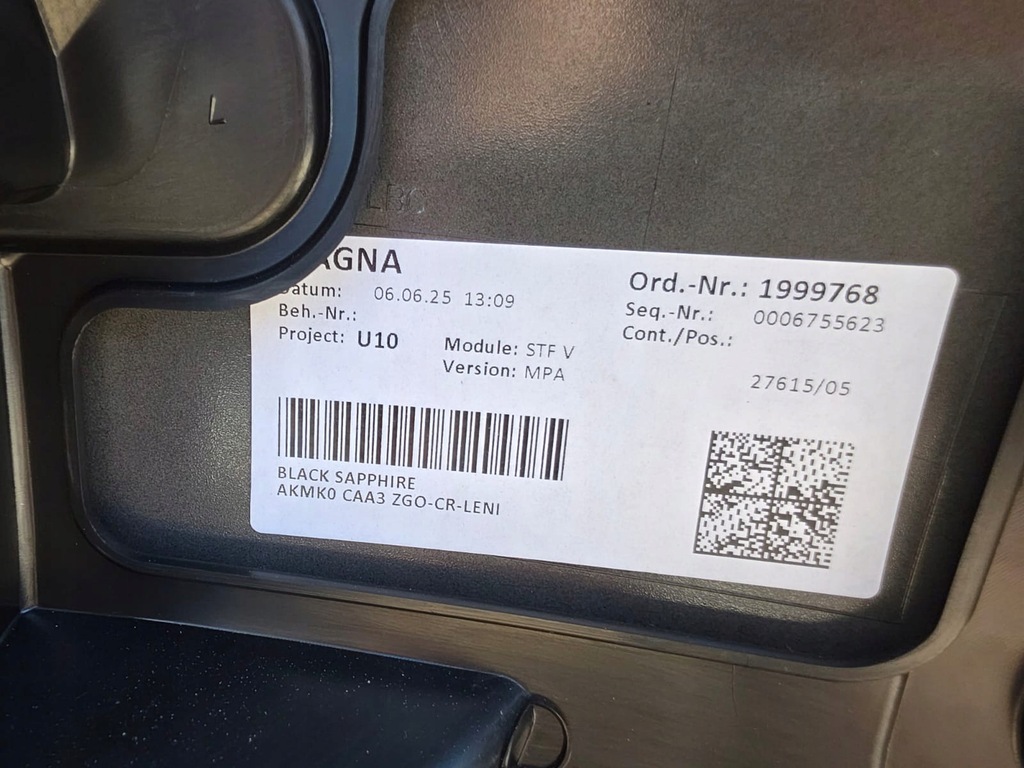 L
AGNA
Datum: 06.06.25 13:09
Beh.-Nr.:
Project: U10
Module: STF V
Version: MPA
Ord.-Nr.: 1999768
Seq.-Nr.: 0006755623
Cont./Pos.:
27615/05
BLACK SAPPHIRE
AKMK0 CAA3 ZGO-CR-LENI